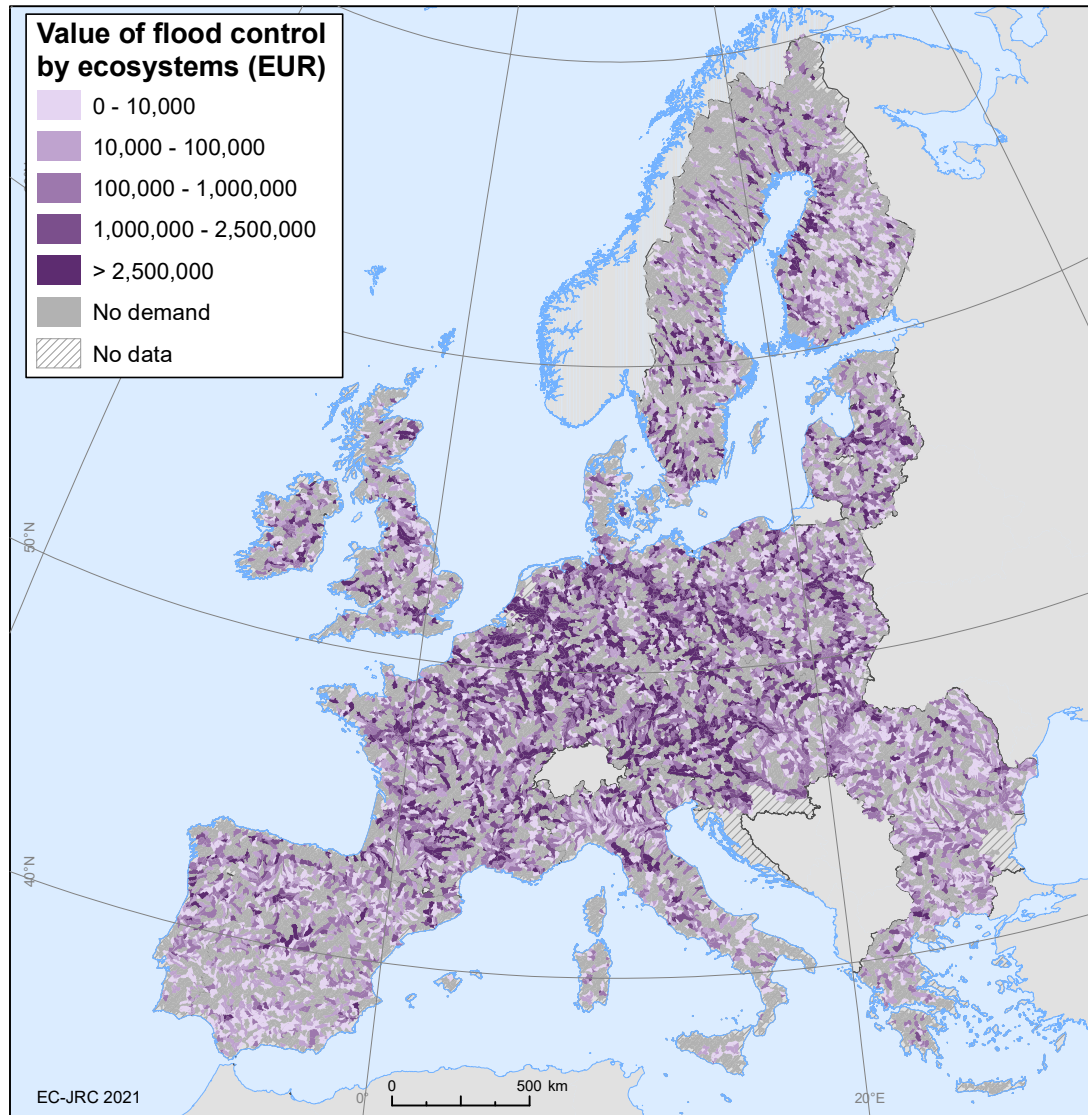 Value of flood control
by ecosystems (EUR)
0 - 10,000
10,000 - 100,000
100,000 - 1,000,000
1,000,000 - 2,500,000
> 2,500,000
No demand
No data
50°N
40°N
EC-JRC 2021
0°
0 500 km
20°E